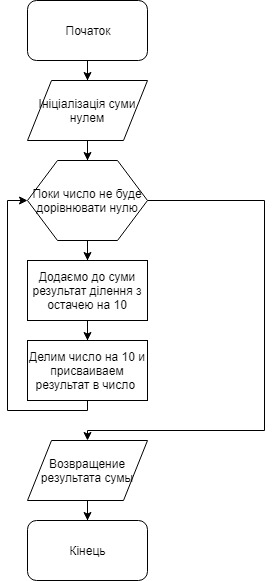 Початок
Ініціалізація суми
нулем
Поки число не буде
дорівнювати нулю
Додаємо до суми
результат ділення з
остачею на 10
Делим число на 10 и
присваиваем
результат в число
Возвращение
результата сумы
Кінець